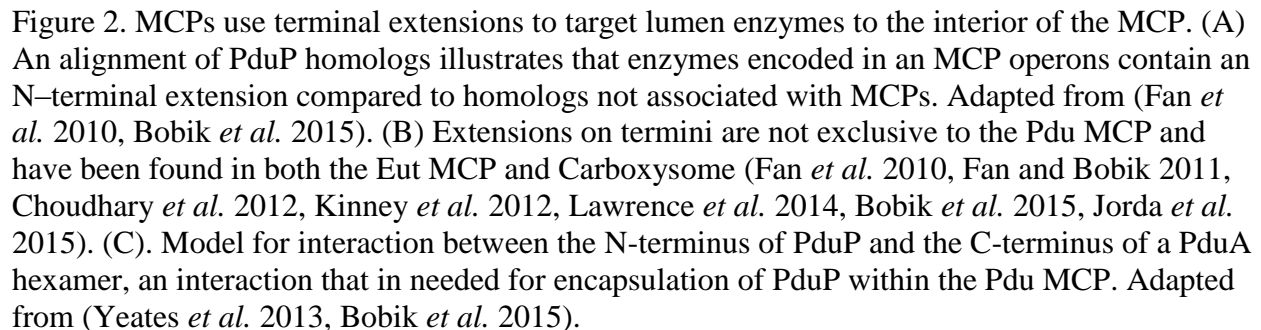 Figure 2. MCPs use terminal extensions to target lumen enzymes to the interior of the MCP. (A)
An alignment of PduP homologs illustrates that enzymes encoded in an MCP operons contain an
N–terminal extension compared to homologs not associated with MCPs. Adapted from (Fan et
al. 2010, Bobik et al. 2015). (B) Extensions on termini are not exclusive to the Pdu MCP and
have been found in both the Eut MCP and Carboxysome (Fan et al. 2010, Fan and Bobik 2011,
Choudhary et al. 2012, Kinney et al. 2012, Lawrence et al. 2014, Bobik et al. 2015, Jorda et al.
2015). (C). Model for interaction between the N-terminus of PduP and the C-terminus of a PduA
hexamer, an interaction that in needed for encapsulation of PduP within the Pdu MCP. Adapted
from (Yeates et al. 2013, Bobik et al. 2015).